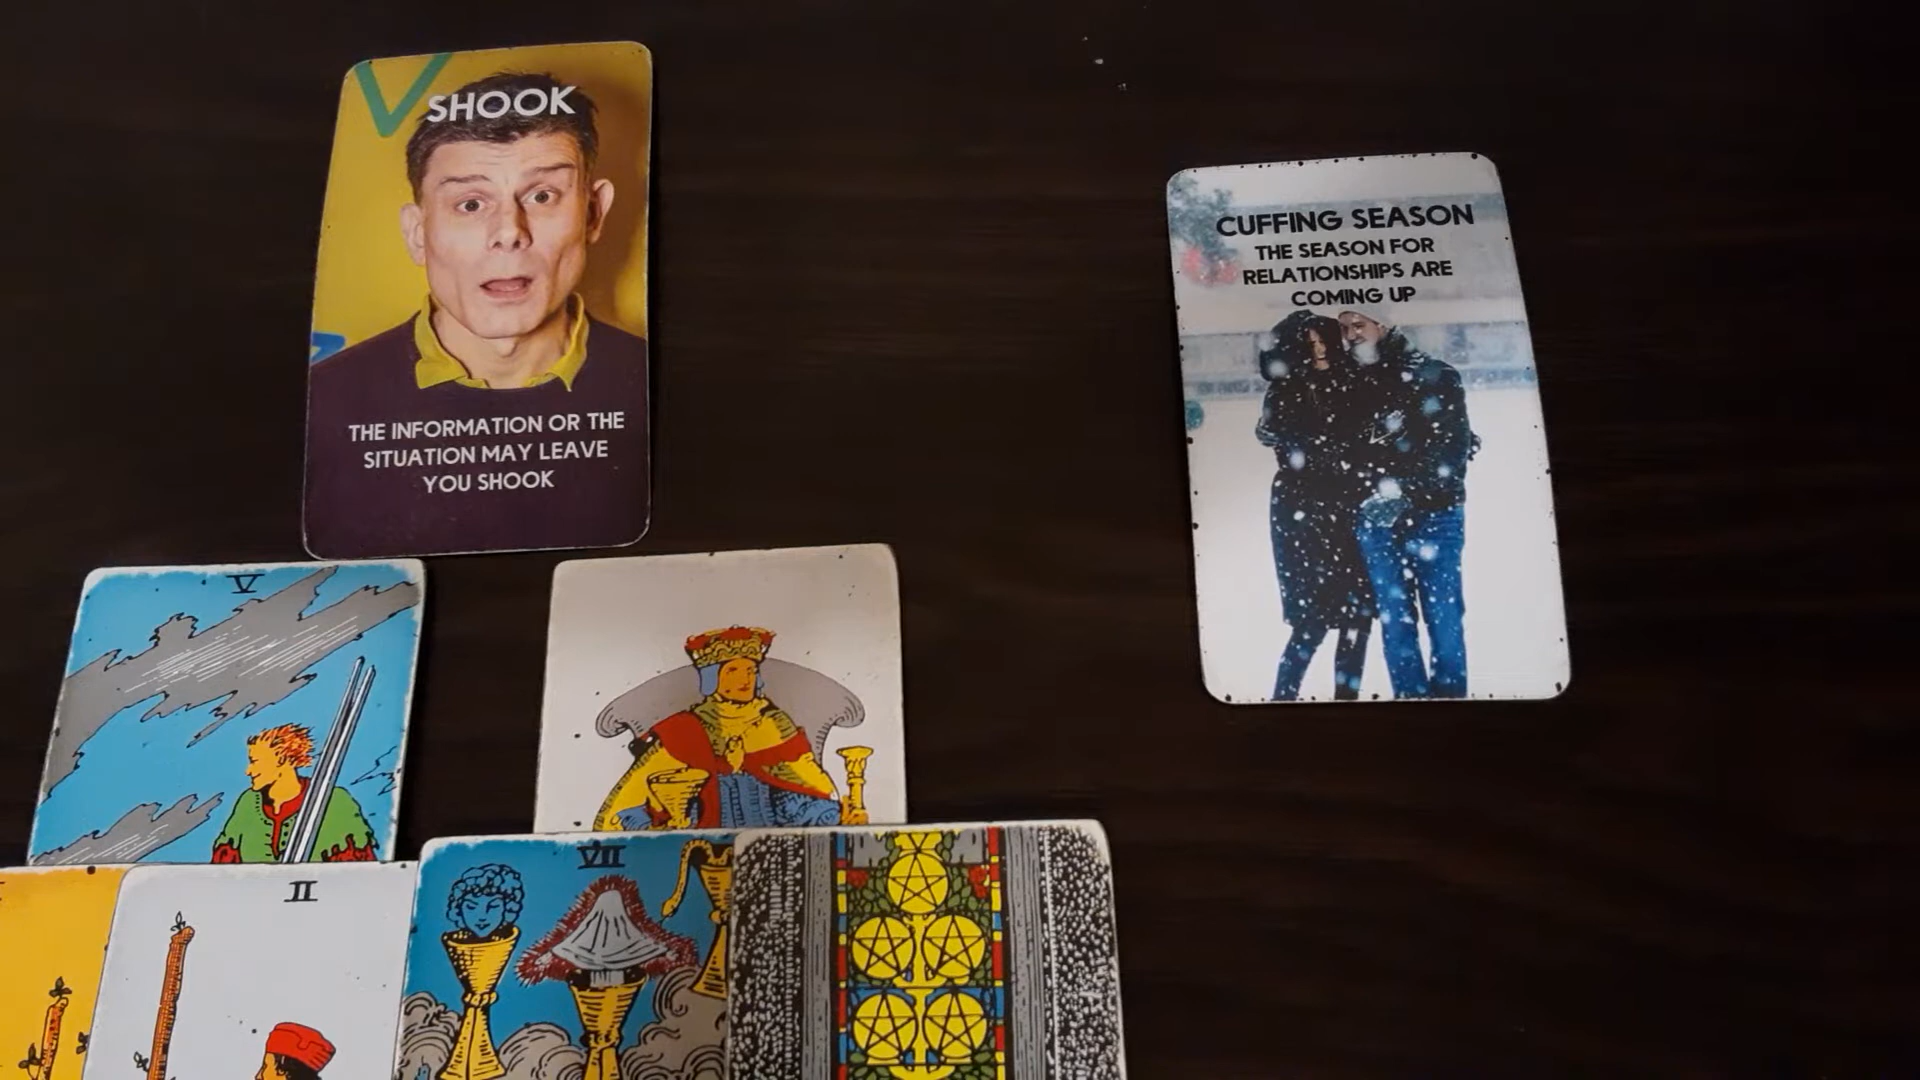 SHOOK
THE INFORMATION OR THE
SITUATION MAY LEAVE
YOU SHOOK
CUFFING SEASON
THE SEASON FOR
RELATIONSHIPS ARE
COMING UP
V
II
VII